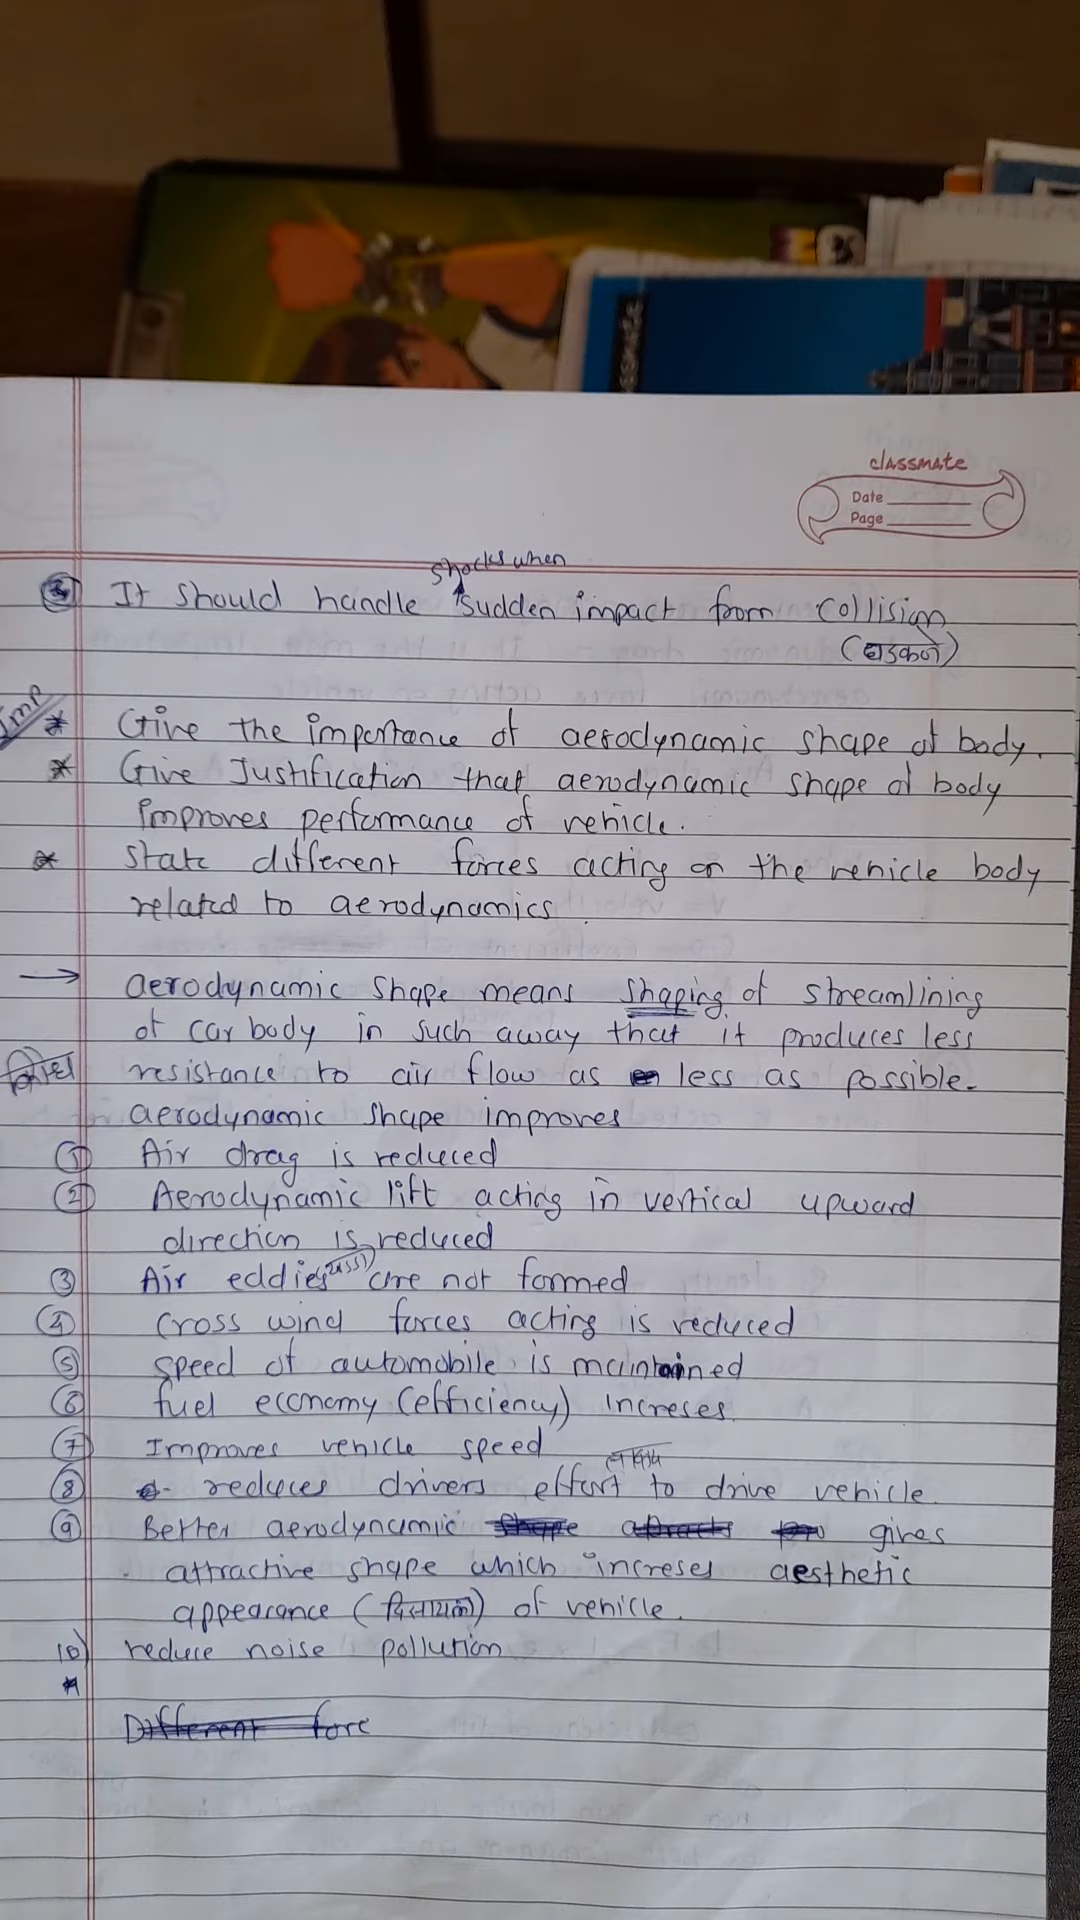 classmate
Date
Page
shocks when
It should handle sudden impact from collision
Imp
* Give the importance of aerodynamic shape of body.
* Give Justification that aerodynamic shape of body
improves performance of vehicle.
* State different forces acting on the vehicle body
related to aerodynamics.
→ aerodynamic shape means shaping of streamlining
of car body in such away that it produces less
resistance to air flow as less as possible.
aerodynamic shape improves
① Air drag is reduced
② Aerodynamic lift acting in vertical upward
direction is reduced
③ Air eddies are not formed
④ cross wind forces acting is reduced
⑤ speed of automobile is maintained
⑥ fuel economy (efficiency) increses.
⑦ Improves vehicle speed
⑧ reduces drivers effort to drive vehicle.
⑨ Better aerodynamic shape gives
attractive shape which increses aesthetic
appearance of vehicle.
10) reduce noise pollution
*
Different forc